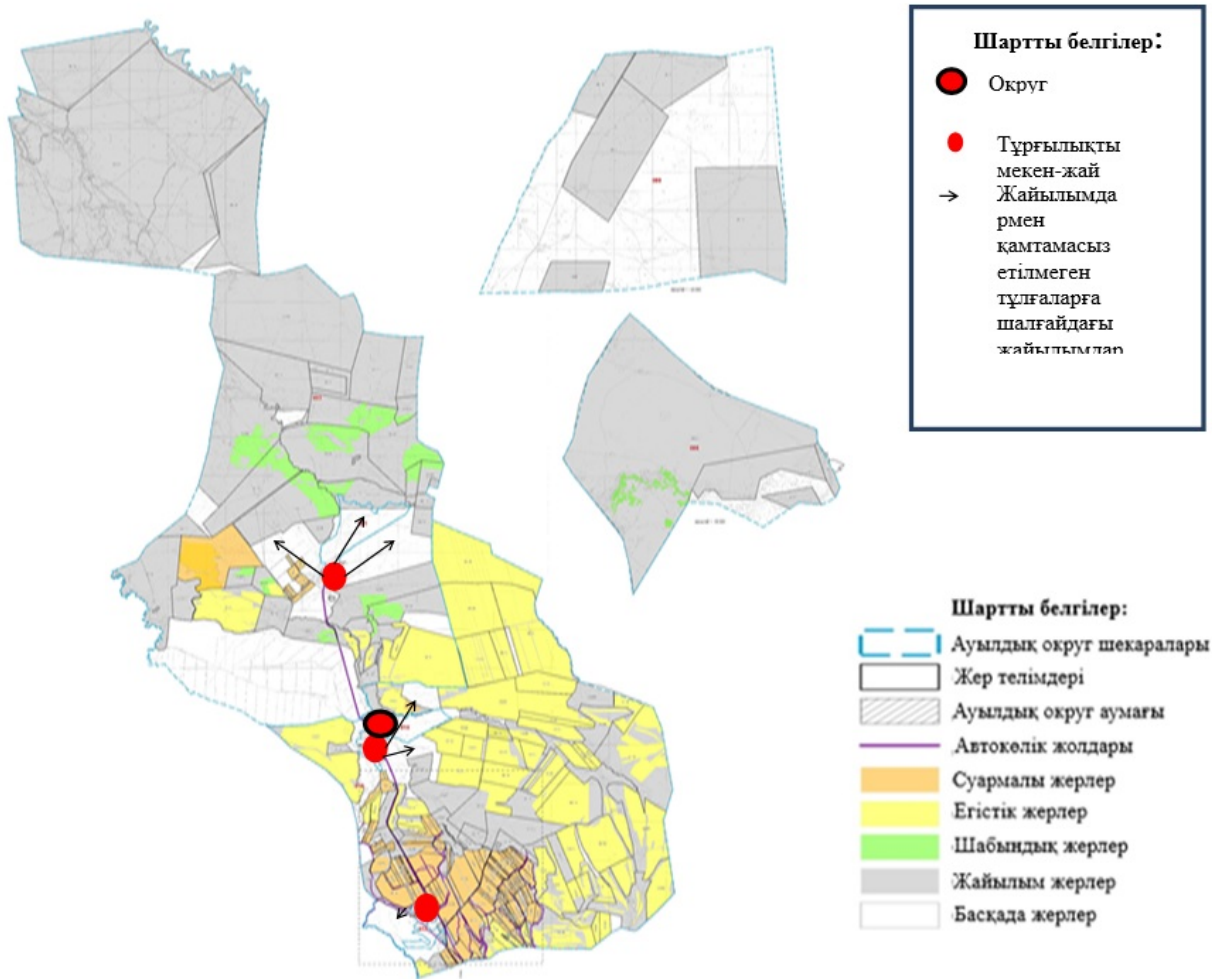 Шартты белгілер:
Округ
Тұрғылықты
мекен-жай
Жайылымда
рмен
қамтамасыз
етілмеген
тұлғаларға
шалғайдағы
жайылымдар
Шартты белгілер:
Ауылдық округ шекаралары
Жер телімдері
Ауылдық округ аумағы
Автокөлік жолдары
Суармалы жерлер
Егістік жерлер
Шабындық жерлер
Жайылым жерлер
Басқада жерлер